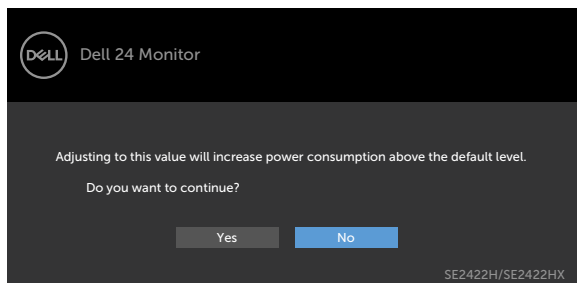 DELL
Dell 24 Monitor
Adjusting to this value will increase power consumption above the default level.
Do you want to continue?
Yes No
SE2422H/SE2422HX